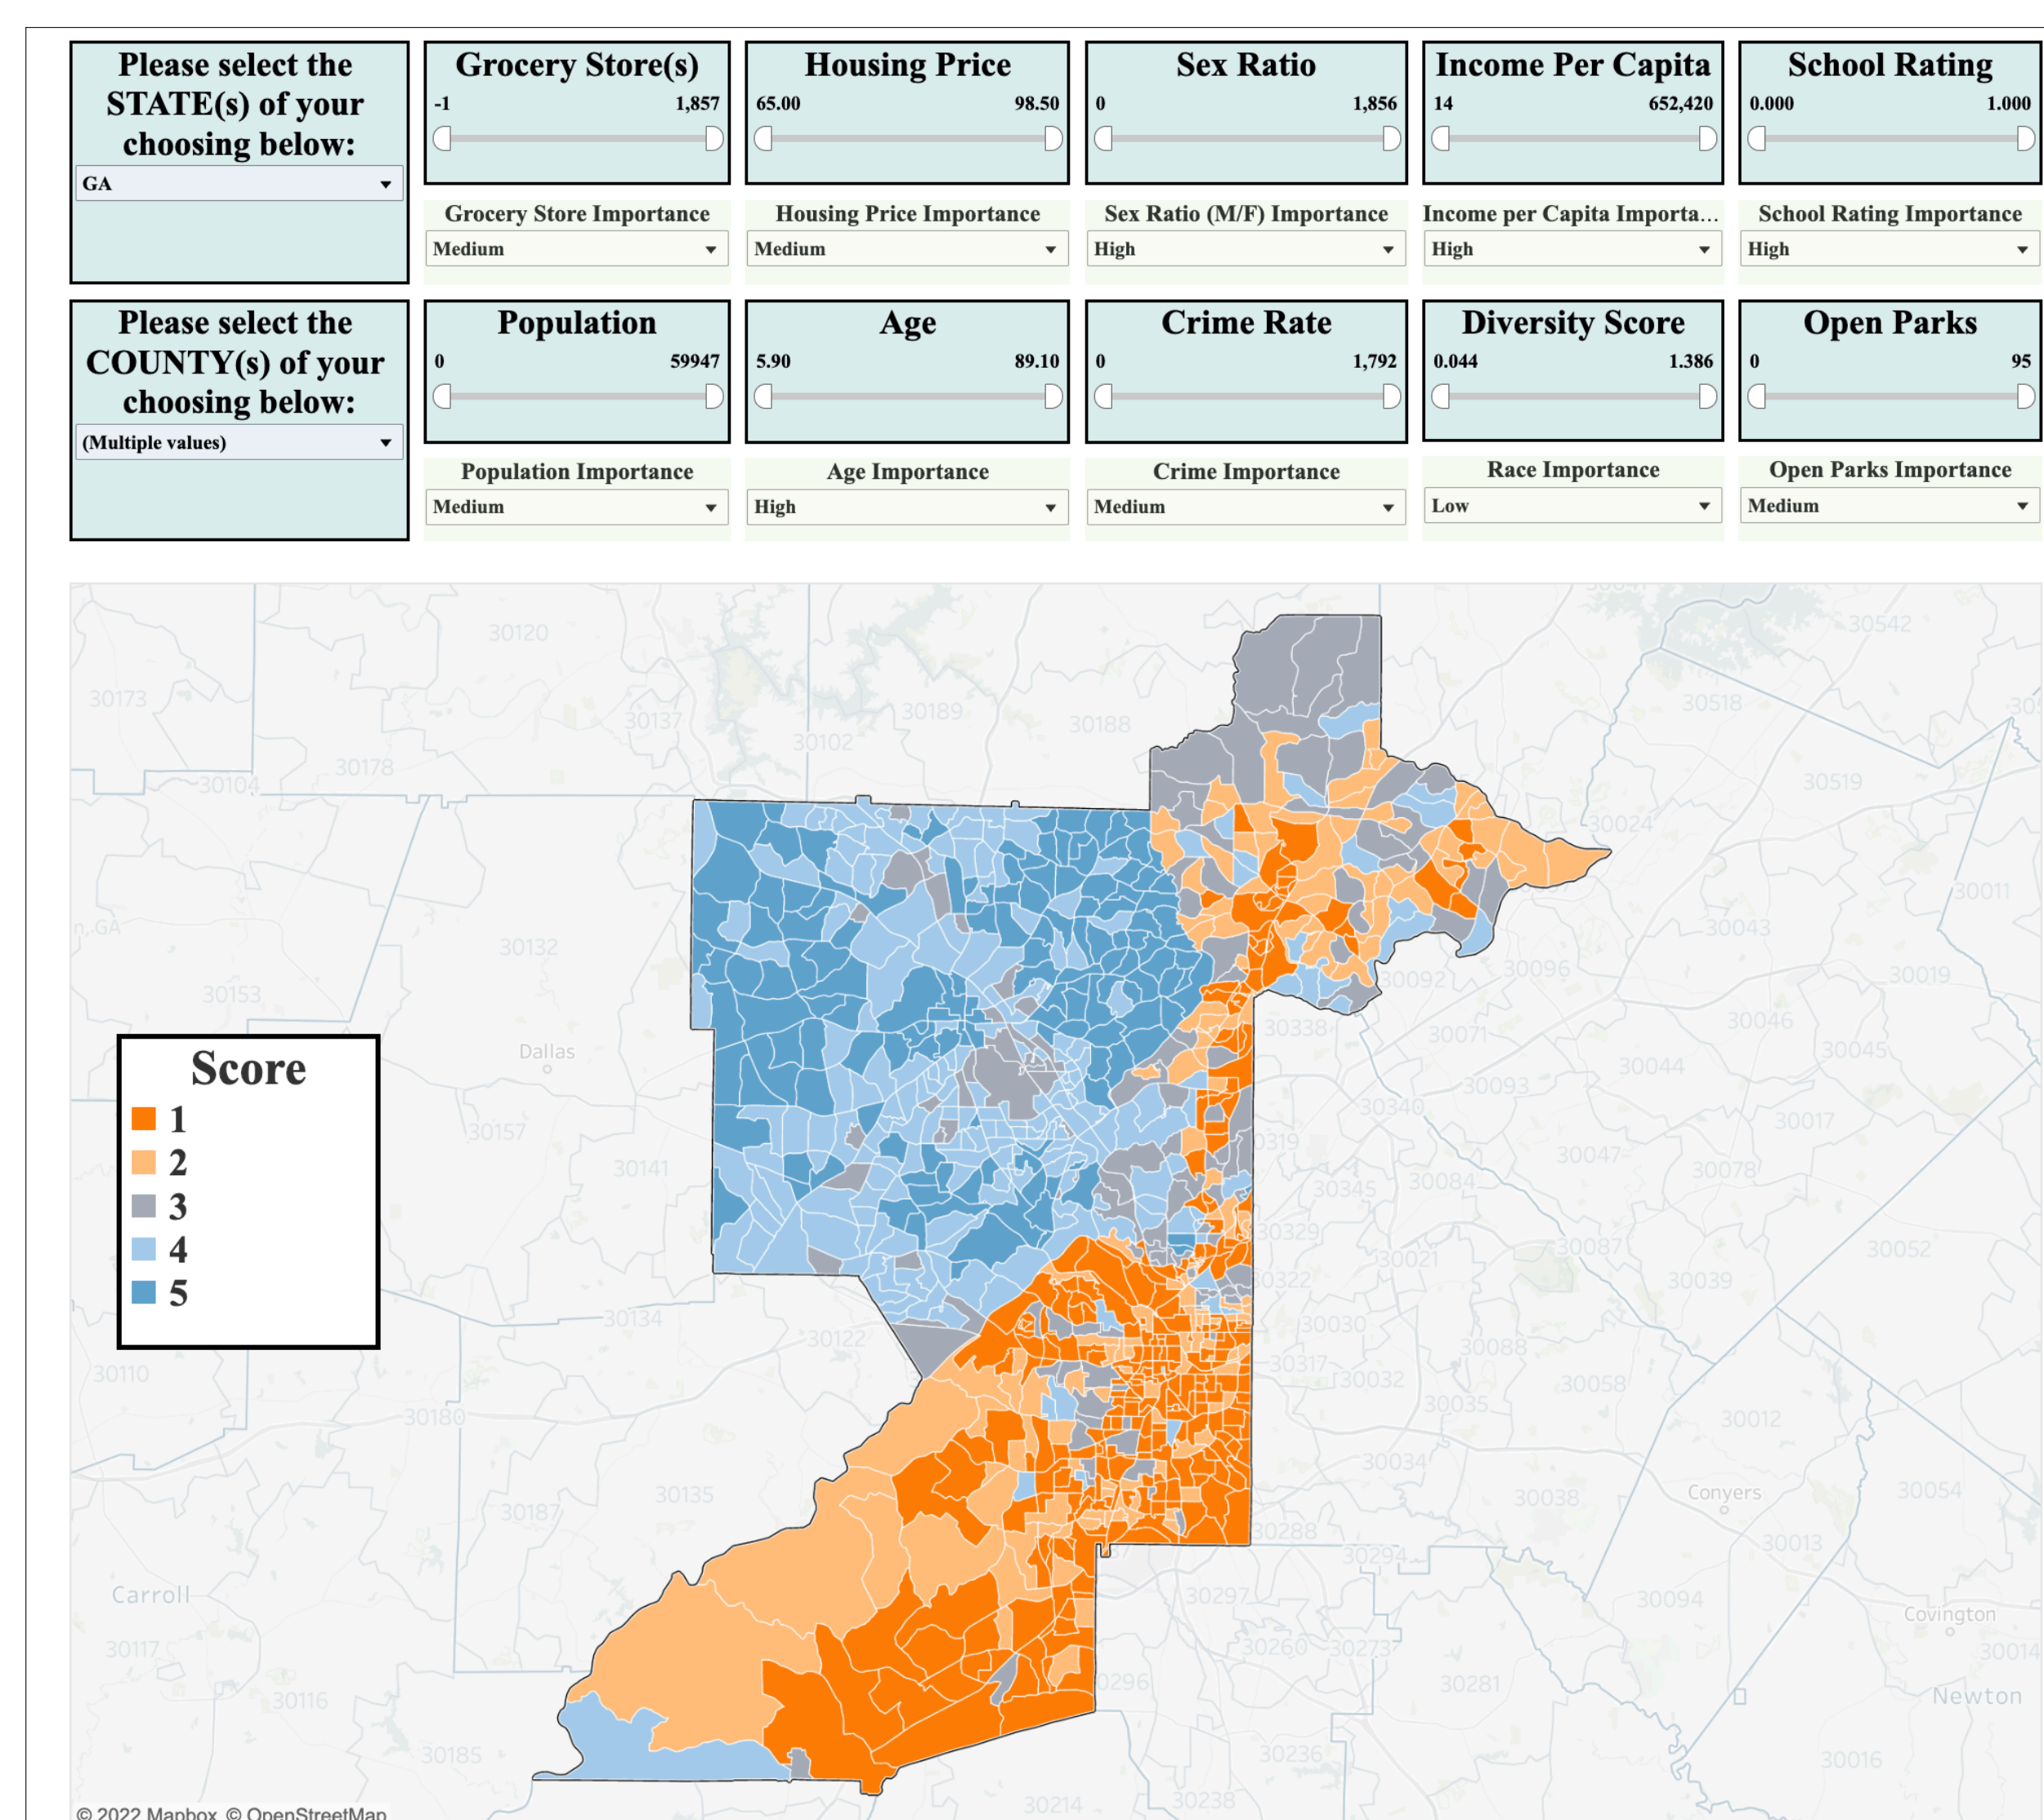 Please select the
STATE(s) of your
choosing below:
GA
Grocery Store(s)
-1 1,857
Grocery Store Importance
Medium
Housing Price
65.00 98.50
Housing Price Importance
Medium
Sex Ratio
0 1,856
Sex Ratio (M/F) Importance
High
Income Per Capita
14 652,420
Income per Capita Importa...
High
School Rating
0.000 1.000
School Rating Importance
High
Please select the
COUNTY(s) of your
choosing below:
(Multiple values)
Population
0 59947
Population Importance
Medium
Age
5.90 89.10
Age Importance
High
Crime Rate
0 1,792
Crime Importance
Medium
Diversity Score
0.044 1.386
Race Importance
Low
Open Parks
0 95
Open Parks Importance
Medium
30120
30542
30173
30137
30189
30188
30518
30102
30178
30104
30519
30024
30011
n, GA
30132
30043
30153
30092
30096
30019
30338
30071
30046
Dallas
30045
30044
30093
30340
30017
30157
30319
30141
30047
30078
30345
30084
30329
30021
30087
30052
30322
30039
30134
30122
30030
30088
30110
30317
30032
30058
30180
30035
30012
30034
30135
30187
30038
Conyers
30054
30288
30294
30013
Carroll
30297
30094
Covington
30117
30260
30273
30014
30116
30296
30281
Newton
30185
30236
30016
30214
30238
Score
1
2
3
4
5
© 2022 Mapbox © OpenStreetMap